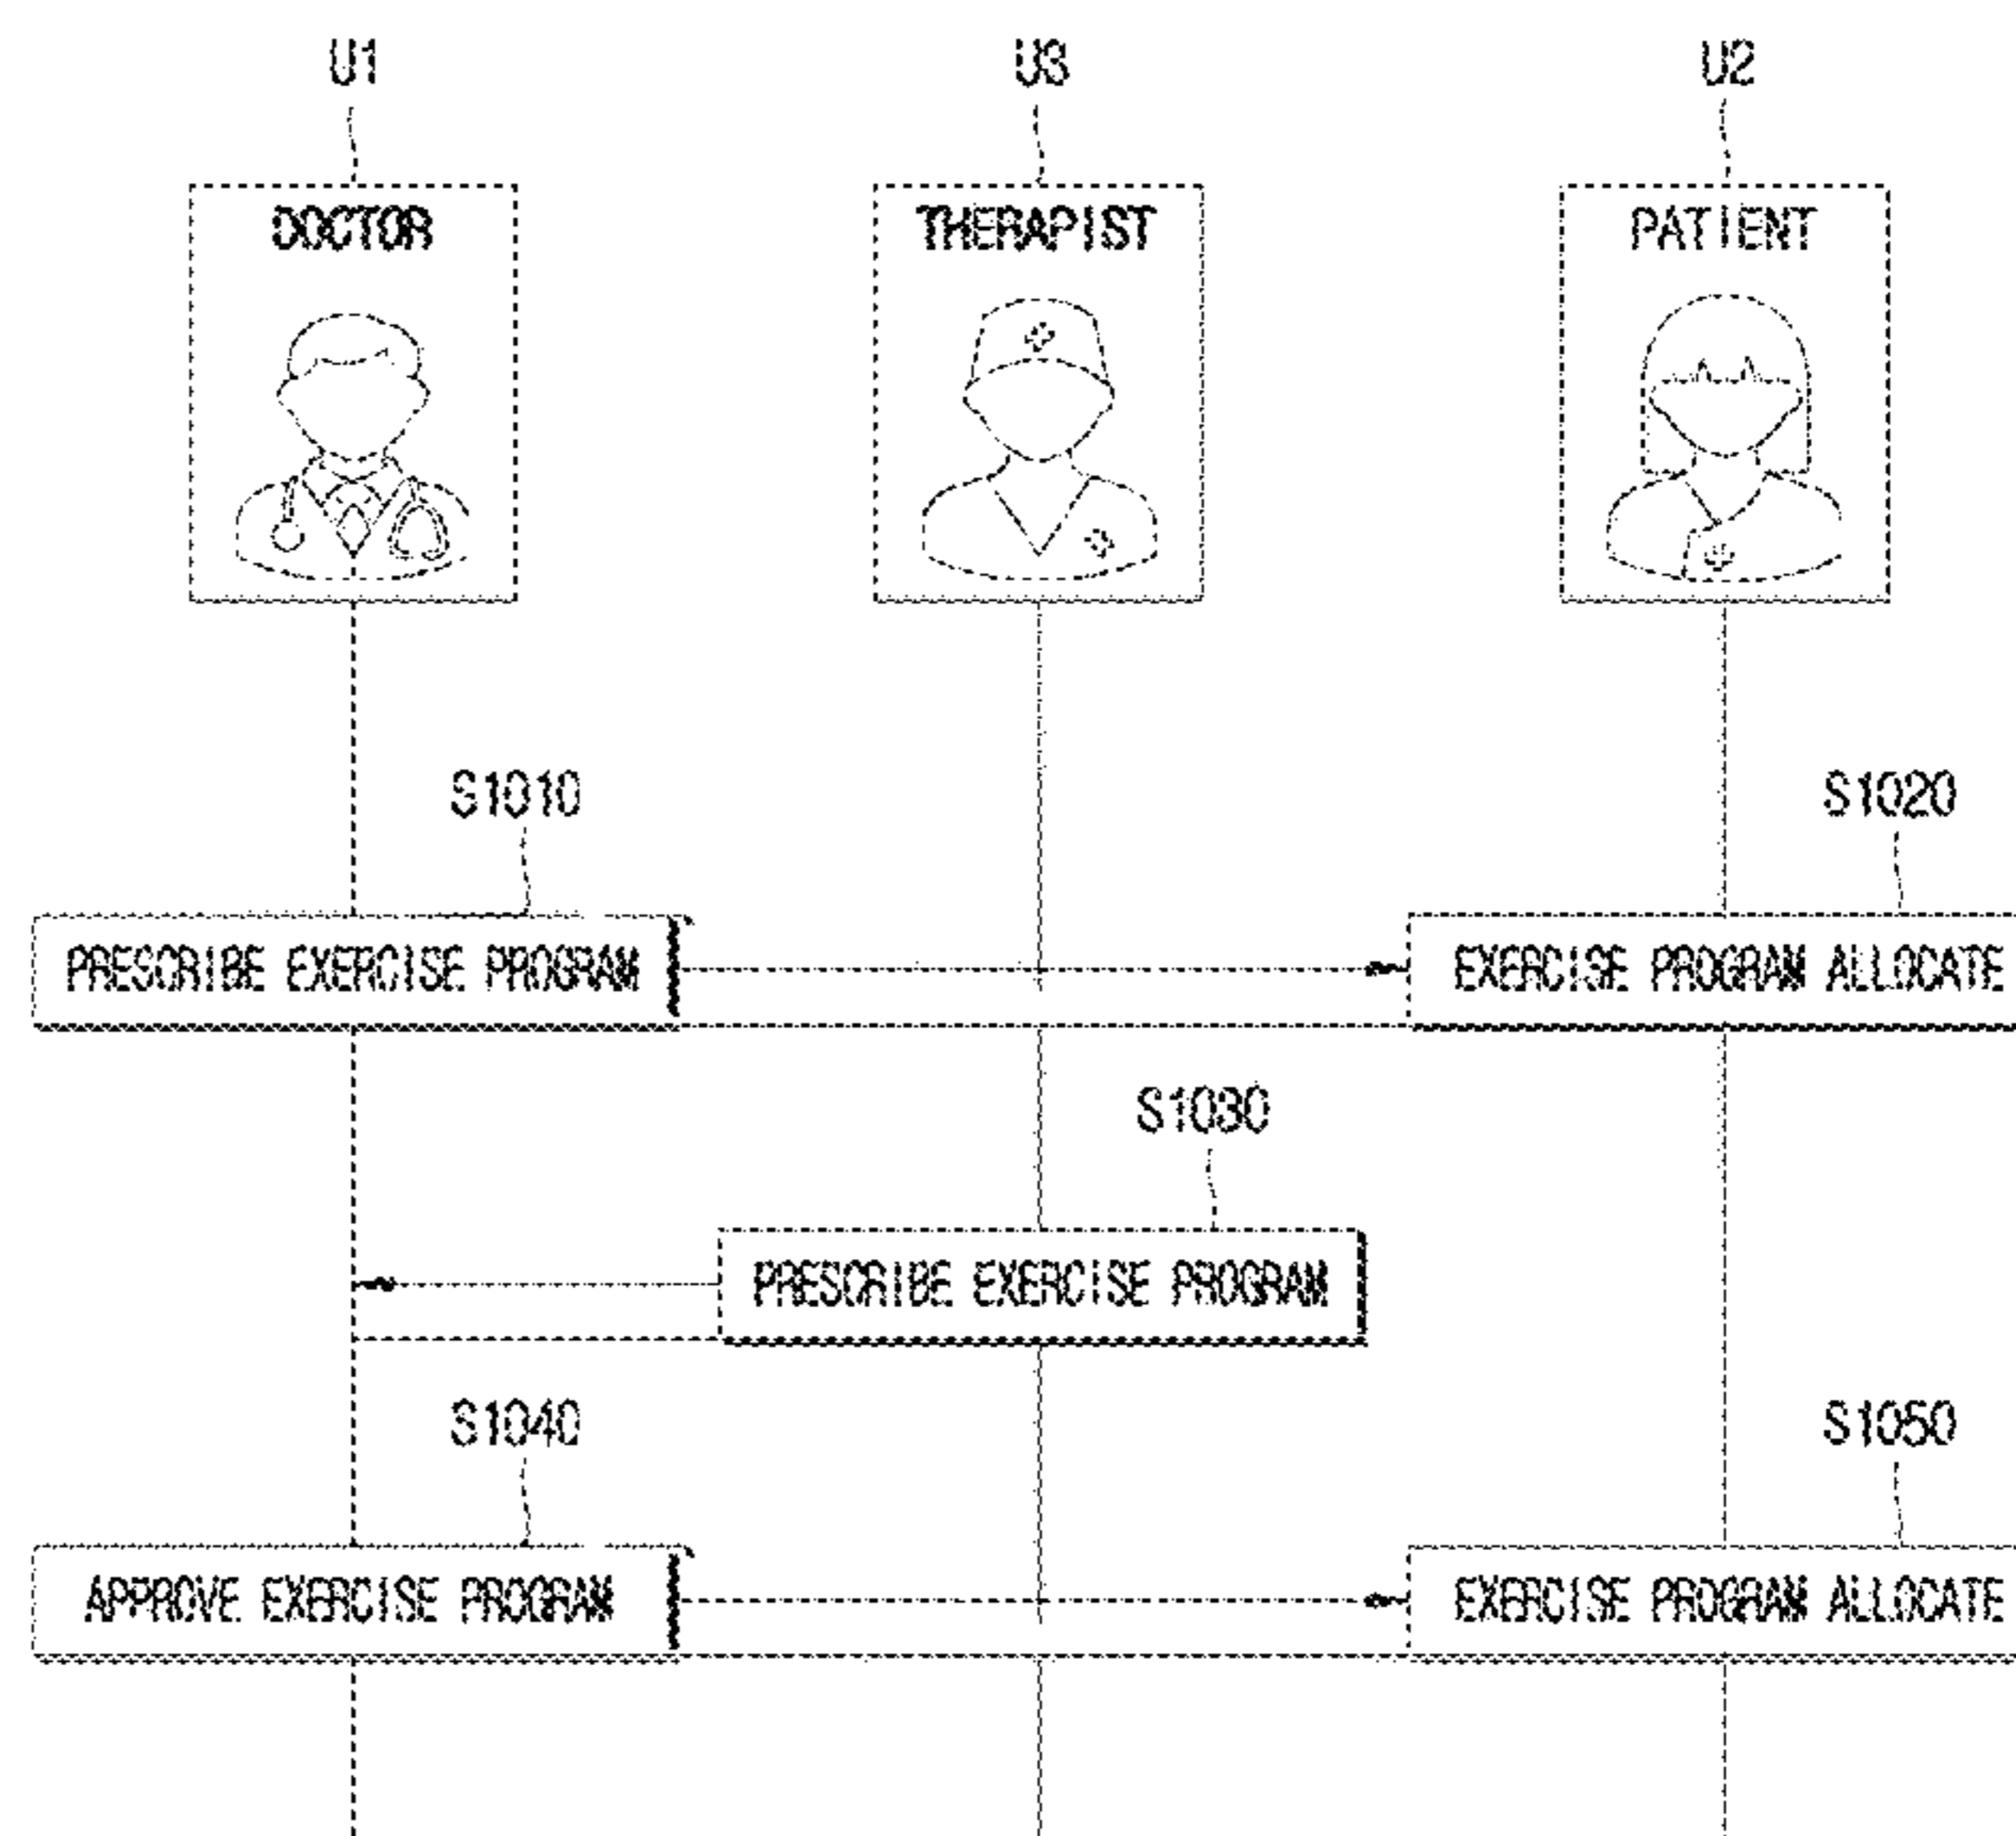 U1
U3
U2
DOCTOR
THERAPIST
PATIENT
S1010
S1020
PRESCRIBE EXERCISE PROGRAM
EXERCISE PROGRAM ALLOCATE
S1030
PRESCRIBE EXERCISE PROGRAM
S1040
S1050
APPROVE EXERCISE PROGRAM
EXERCISE PROGRAM ALLOCATE